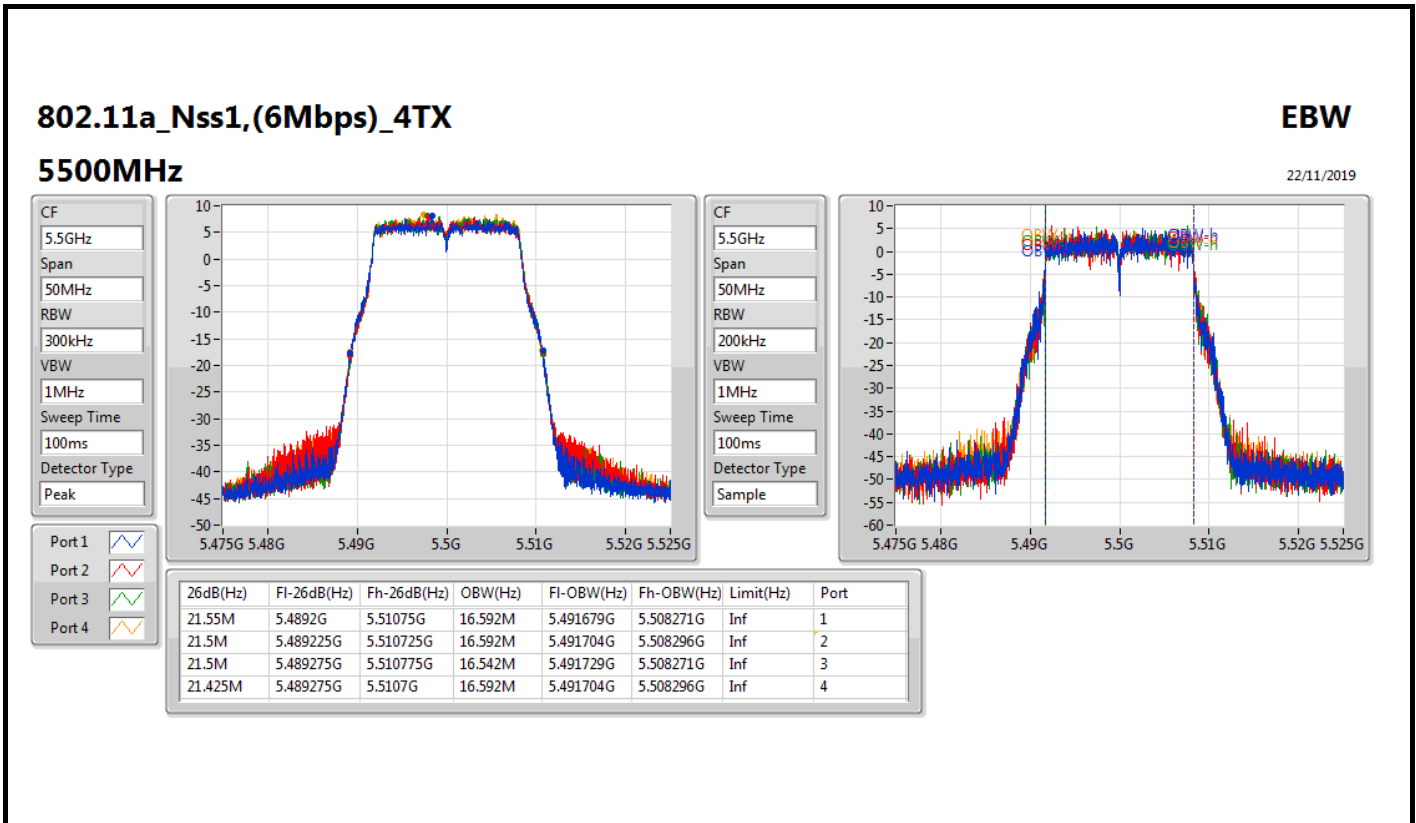 802.11a_Nss1,(6Mbps)_4TX EBW
5500MHz 22/11/2019
CF
5.5GHz
Span
50MHz
RBW
300kHz
VBW
1MHz
Sweep Time
100ms
Detector Type
Peak
10
5
0
-5
-10
-15
-20
-25
-30
-35
-40
-45
-50
5.475G 5.48G 5.49G 5.5G 5.51G 5.52G 5.525G
CF
5.5GHz
Span
50MHz
RBW
200kHz
VBW
1MHz
Sweep Time
100ms
Detector Type
Sample
10
5
0
-5
-10
-15
-20
-25
-30
-35
-40
-45
-50
-55
-60
OBW-h
OBW-h
5.475G 5.48G 5.49G 5.5G 5.51G 5.52G 5.525G
Port 1
Port 2
Port 3
Port 4
26dB(Hz) Fl-26dB(Hz) Fh-26dB(Hz) OBW(Hz) Fl-OBW(Hz) Fh-OBW(Hz) Limit(Hz) Port
21.55M 5.4892G 5.51075G 16.592M 5.491679G 5.508271G Inf 1
21.5M 5.489225G 5.510725G 16.592M 5.491704G 5.508296G Inf 2
21.5M 5.489275G 5.510775G 16.542M 5.491729G 5.508271G Inf 3
21.425M 5.489275G 5.5107G 16.592M 5.491704G 5.508296G Inf 4